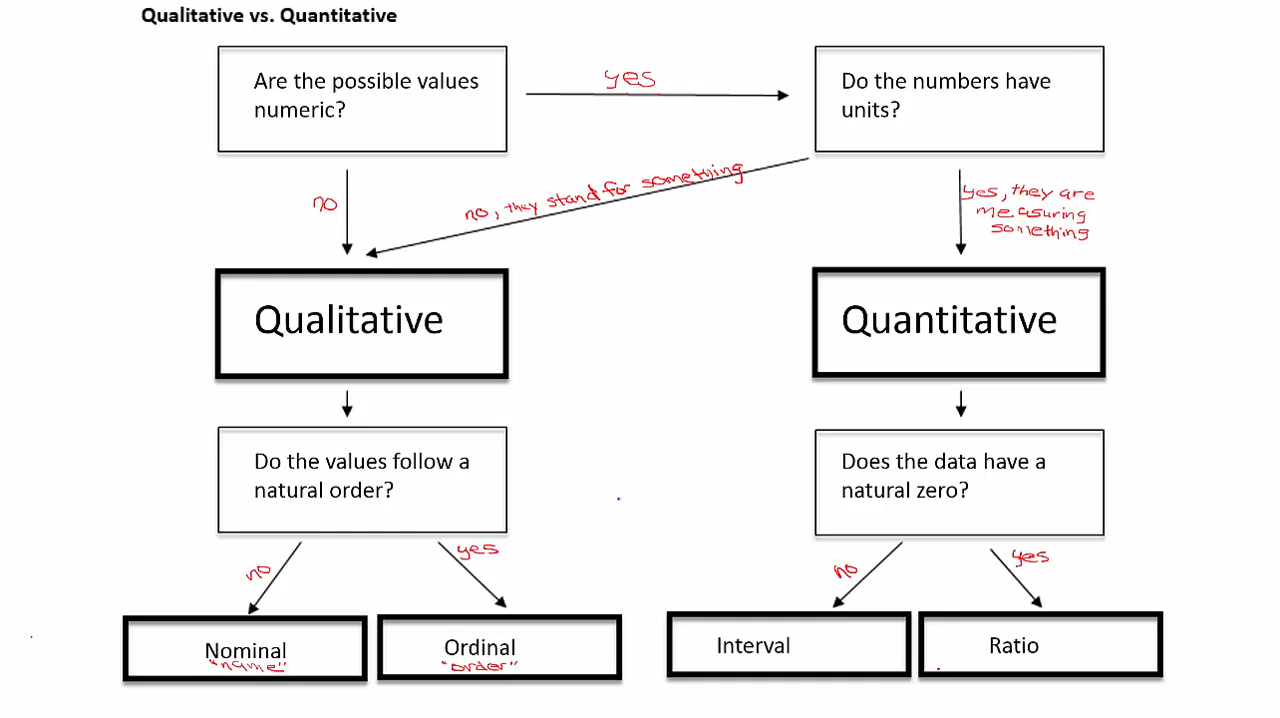 Qualitative vs. Quantitative
Are the possible values
numeric?
yes
Do the numbers have
units?
no
no, they stand for something
yes, they are
measuring
something
Qualitative
Quantitative
Do the values follow a
natural order?
Does the data have a
natural zero?
no
yes
no
yes
Nominal
"name"
Ordinal
"order"
Interval
Ratio